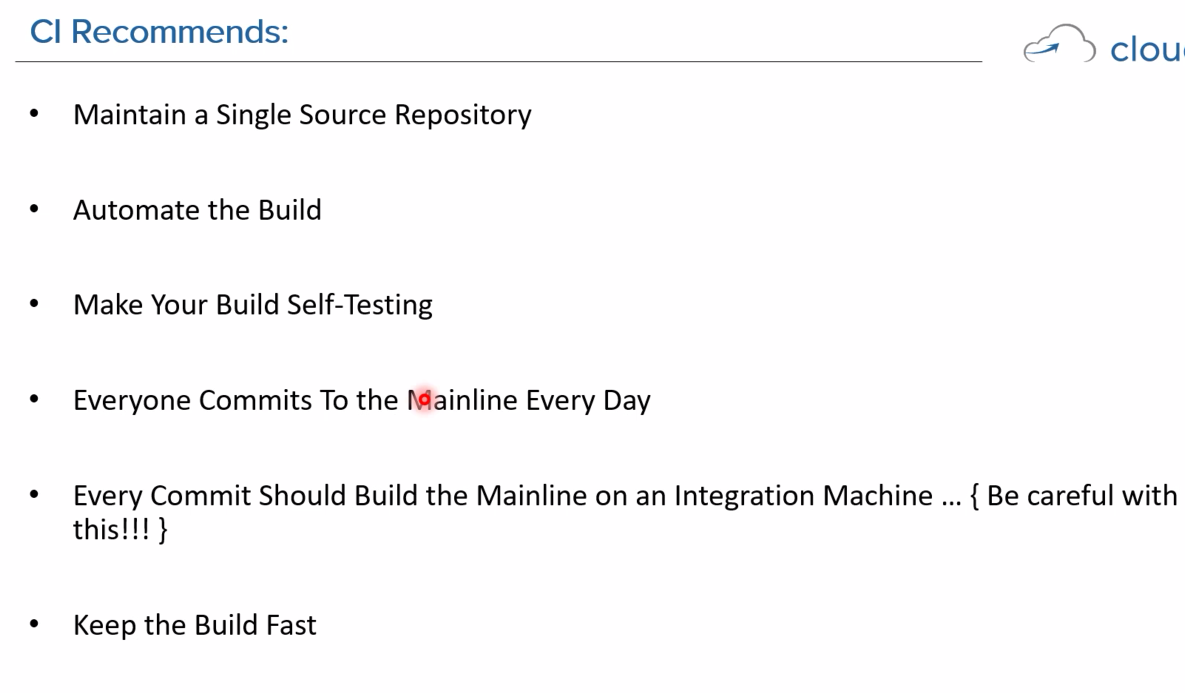 CI Recommends:
• Maintain a Single Source Repository
• Automate the Build
• Make Your Build Self-Testing
• Everyone Commits To the Mainline Every Day
• Every Commit Should Build the Mainline on an Integration Machine ... { Be careful with
this!!! }
• Keep the Build Fast